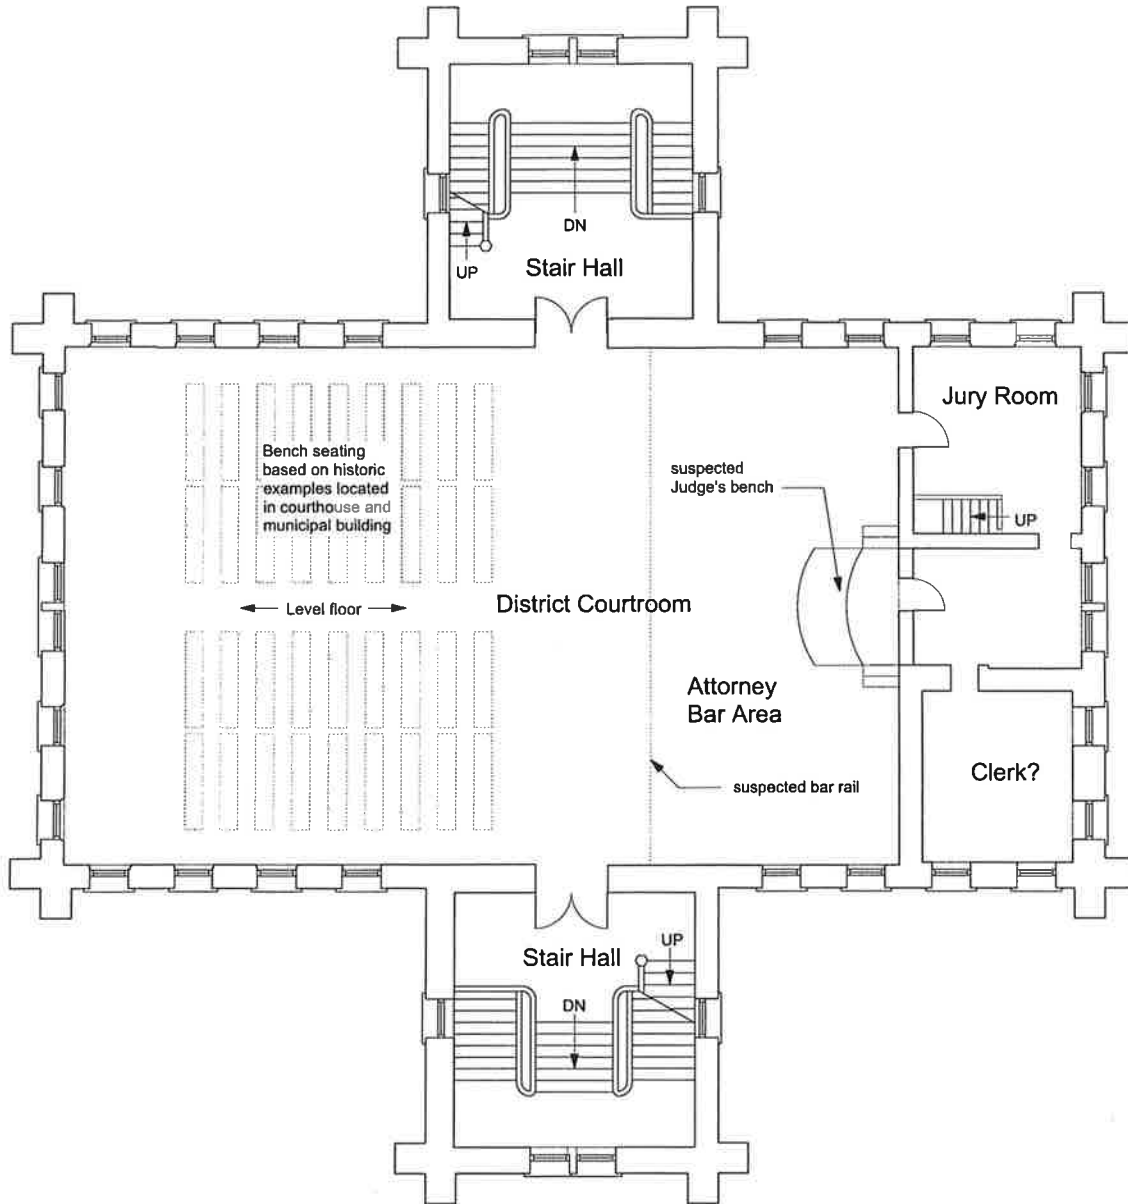 DN
UP
Stair Hall
Jury Room
Bench seating
based on historic
examples located
in courthouse and
municipal building
suspected
Judge's bench
UP
Level floor
District Courtroom
Attorney
Bar Area
Clerk?
suspected bar rail
Stair Hall
UP
DN